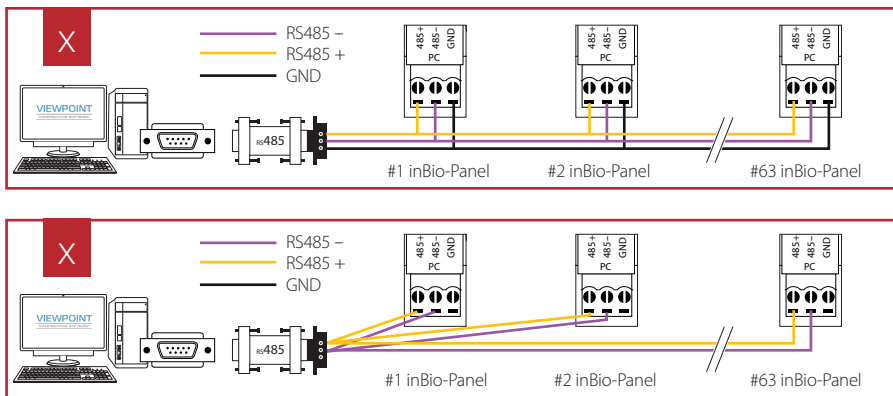 X
RS485 –
RS485 +
GND
VIEWPOINT
CONSTRUCTION SOFTWARE
RS485
485+ 485– GND
PC
485+ 485– GND
PC
485+ 485– GND
PC
#1 inBio-Panel #2 inBio-Panel #63 inBio-Panel
X
RS485 –
RS485 +
GND
VIEWPOINT
CONSTRUCTION SOFTWARE
RS485
485+ 485– GND
PC
485+ 485– GND
PC
485+ 485– GND
PC
#1 inBio-Panel #2 inBio-Panel #63 inBio-Panel